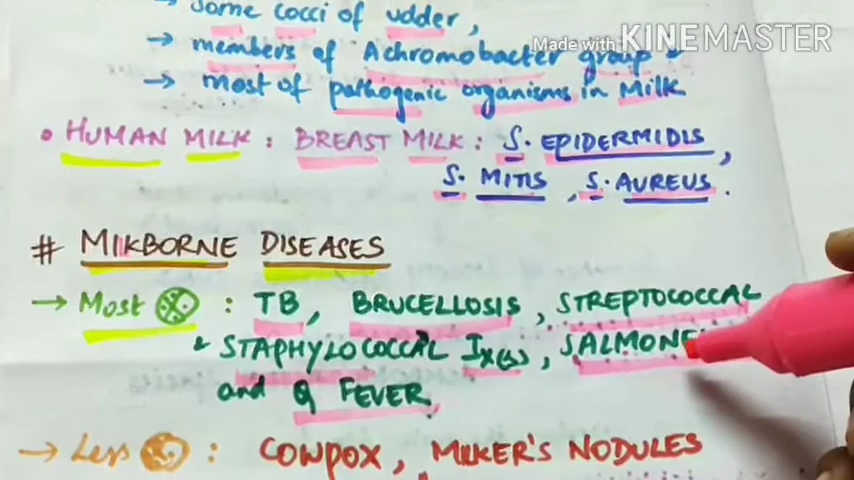 → Some cocci of udder,
Made with KINEMASTER
→ members of Achromobacter group &
→ most of pathogenic organisms in Milk
• HUMAN MILK : BREAST MILK : S. EPIDERMIDIS,
S. MITIS, S. AUREUS.
# MILKBORNE DISEASES
→ Most : TB, BRUCELLOSIS, STREPTOCOCCAL
& STAPHYLOCOCCAL Ix(s), SALMONE
and Q FEVER
→ Less : COWPOX, MILKER'S NODULES